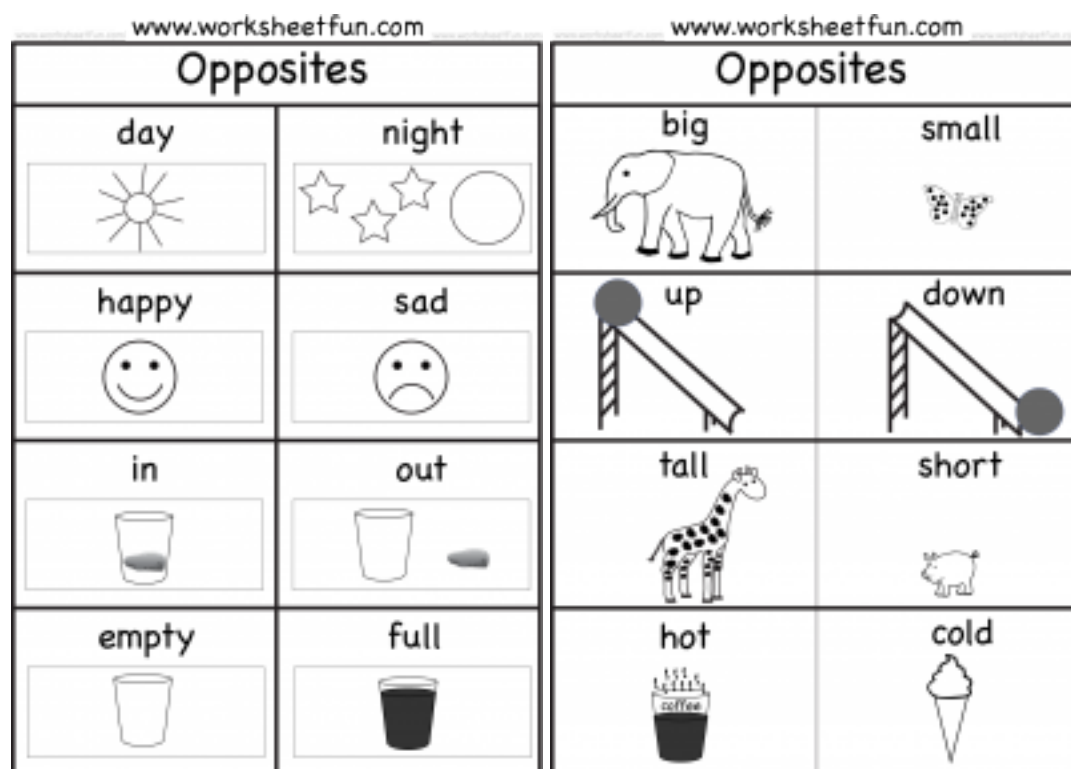 www.worksheetfun.com
Opposites
day night
happy sad
in out
empty full
www.worksheetfun.com
Opposites
big small
up down
tall short
hot cold
coffee